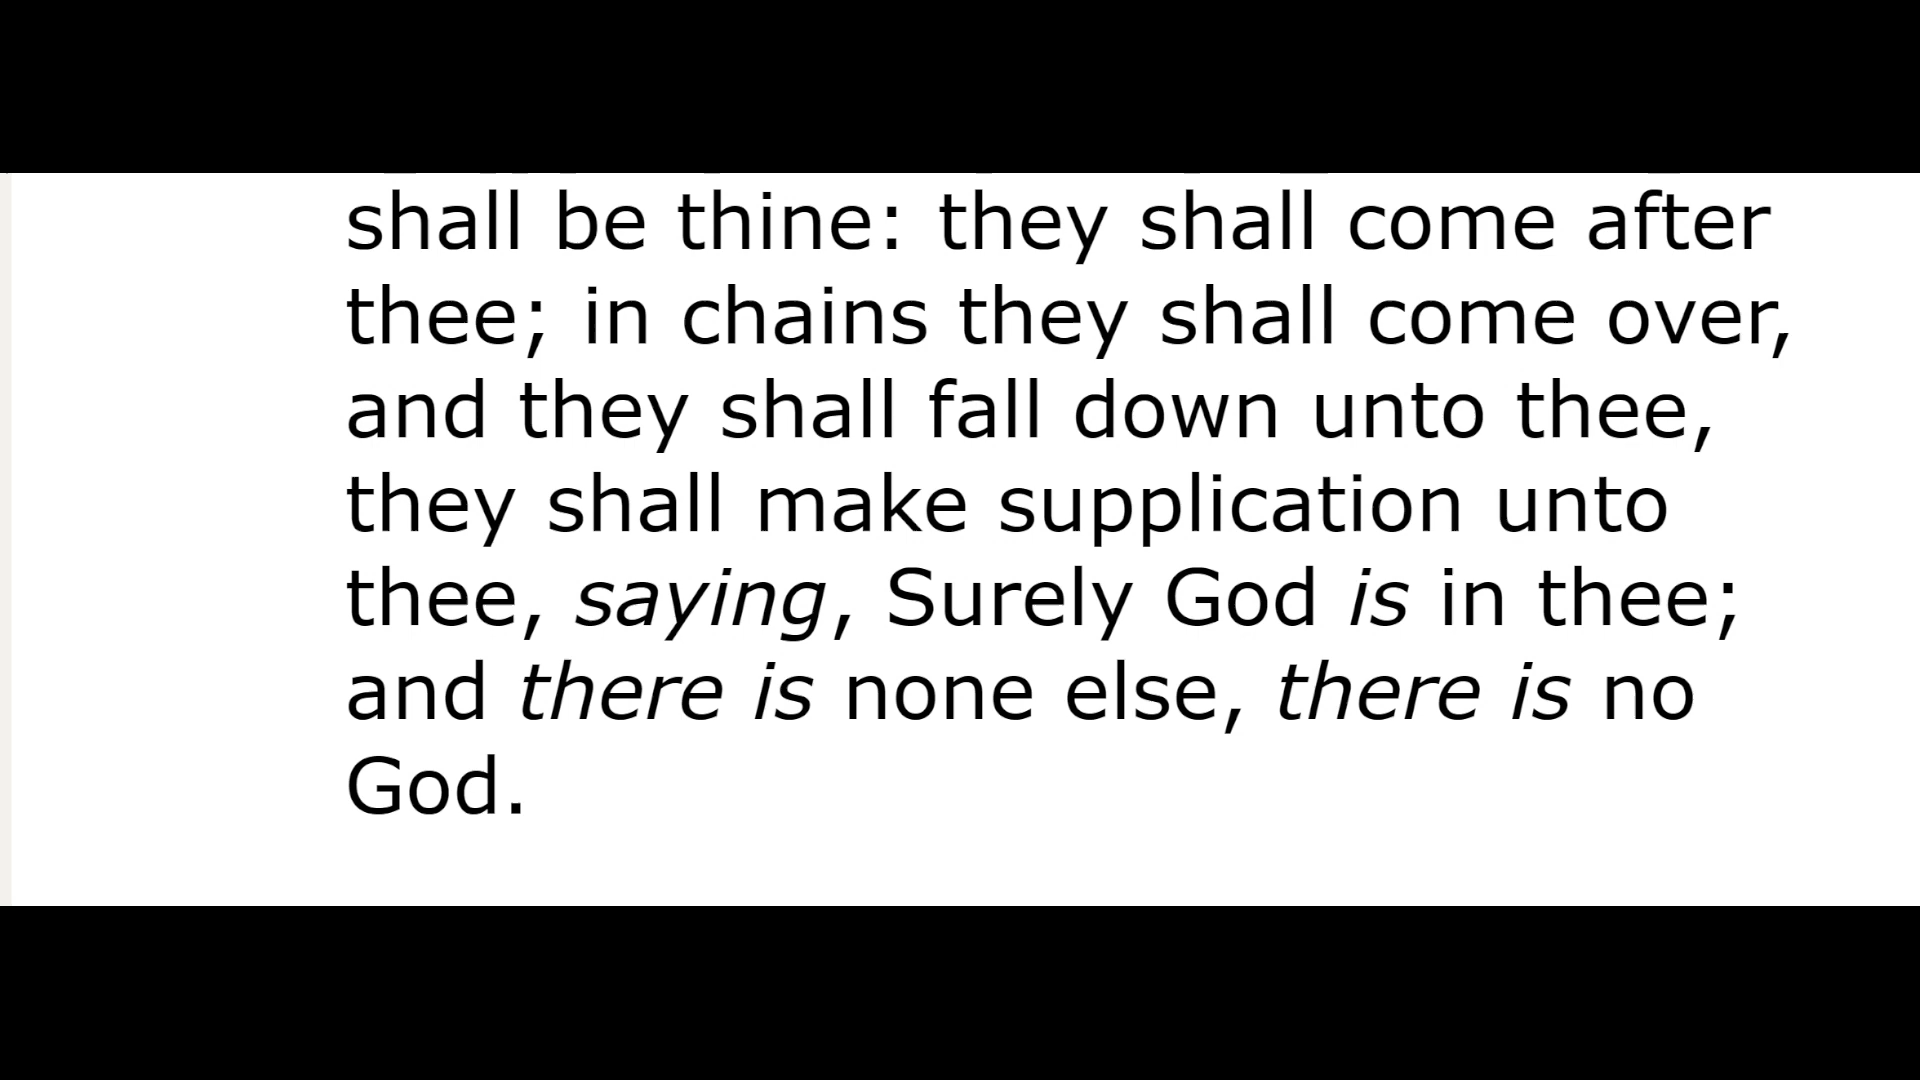 shall be thine: they shall come after
thee; in chains they shall come over,
and they shall fall down unto thee,
they shall make supplication unto
thee, saying, Surely God is in thee;
and there is none else, there is no
God.